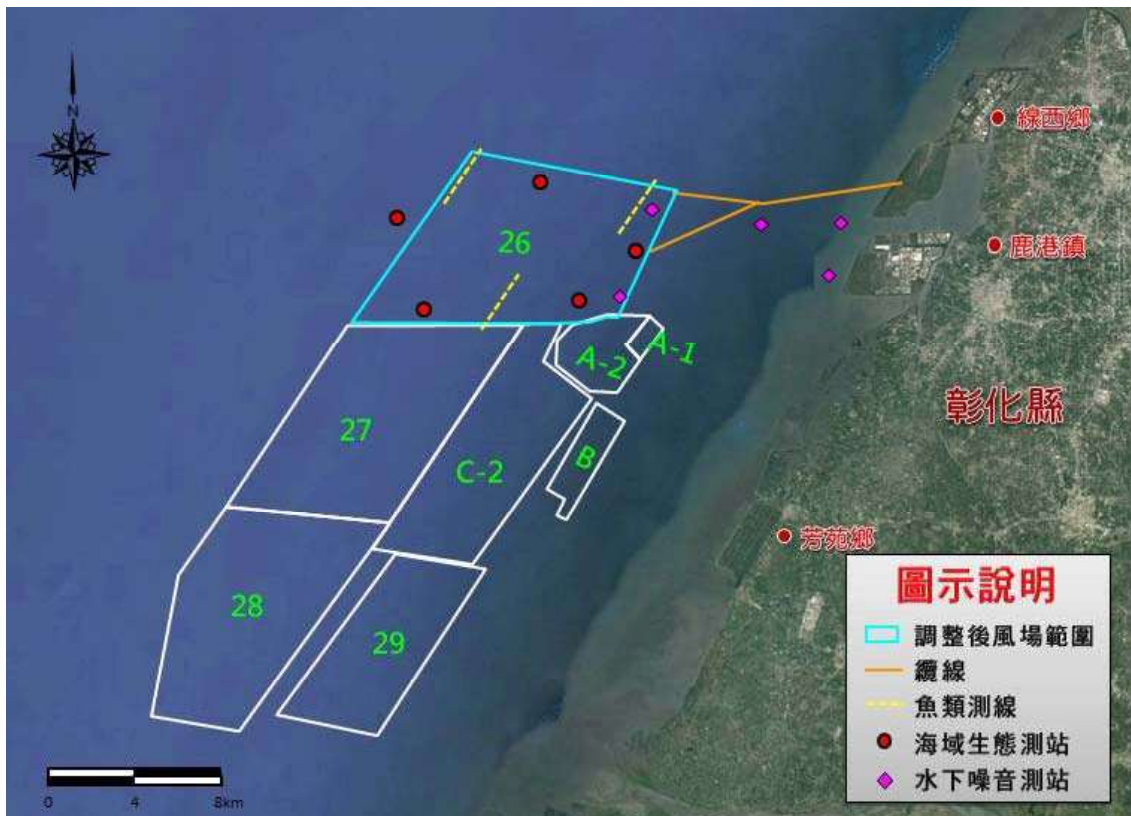 N
線西鄉
鹿港鎮
26
A-1
A-2
彰化縣
27
B
C-2
芳苑鄉
28
29
圖示說明
調整後風場範圍
纜線
魚類測線
海域生態測站
水下噪音測站
0 4 8km